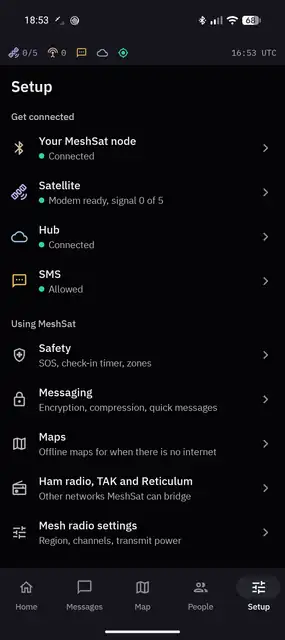 18:53
68
0/5
0
16:53 UTC
Setup
Get connected
Your MeshSat node
Connected
Satellite
Modem ready, signal 0 of 5
Hub
Connected
SMS
Allowed
Using MeshSat
Safety
SOS, check-in timer, zones
Messaging
Encryption, compression, quick messages
Maps
Offline maps for when there is no internet
Ham radio, TAK and Reticulum
Other networks MeshSat can bridge
Mesh radio settings
Region, channels, transmit power
Home Messages Map People Setup